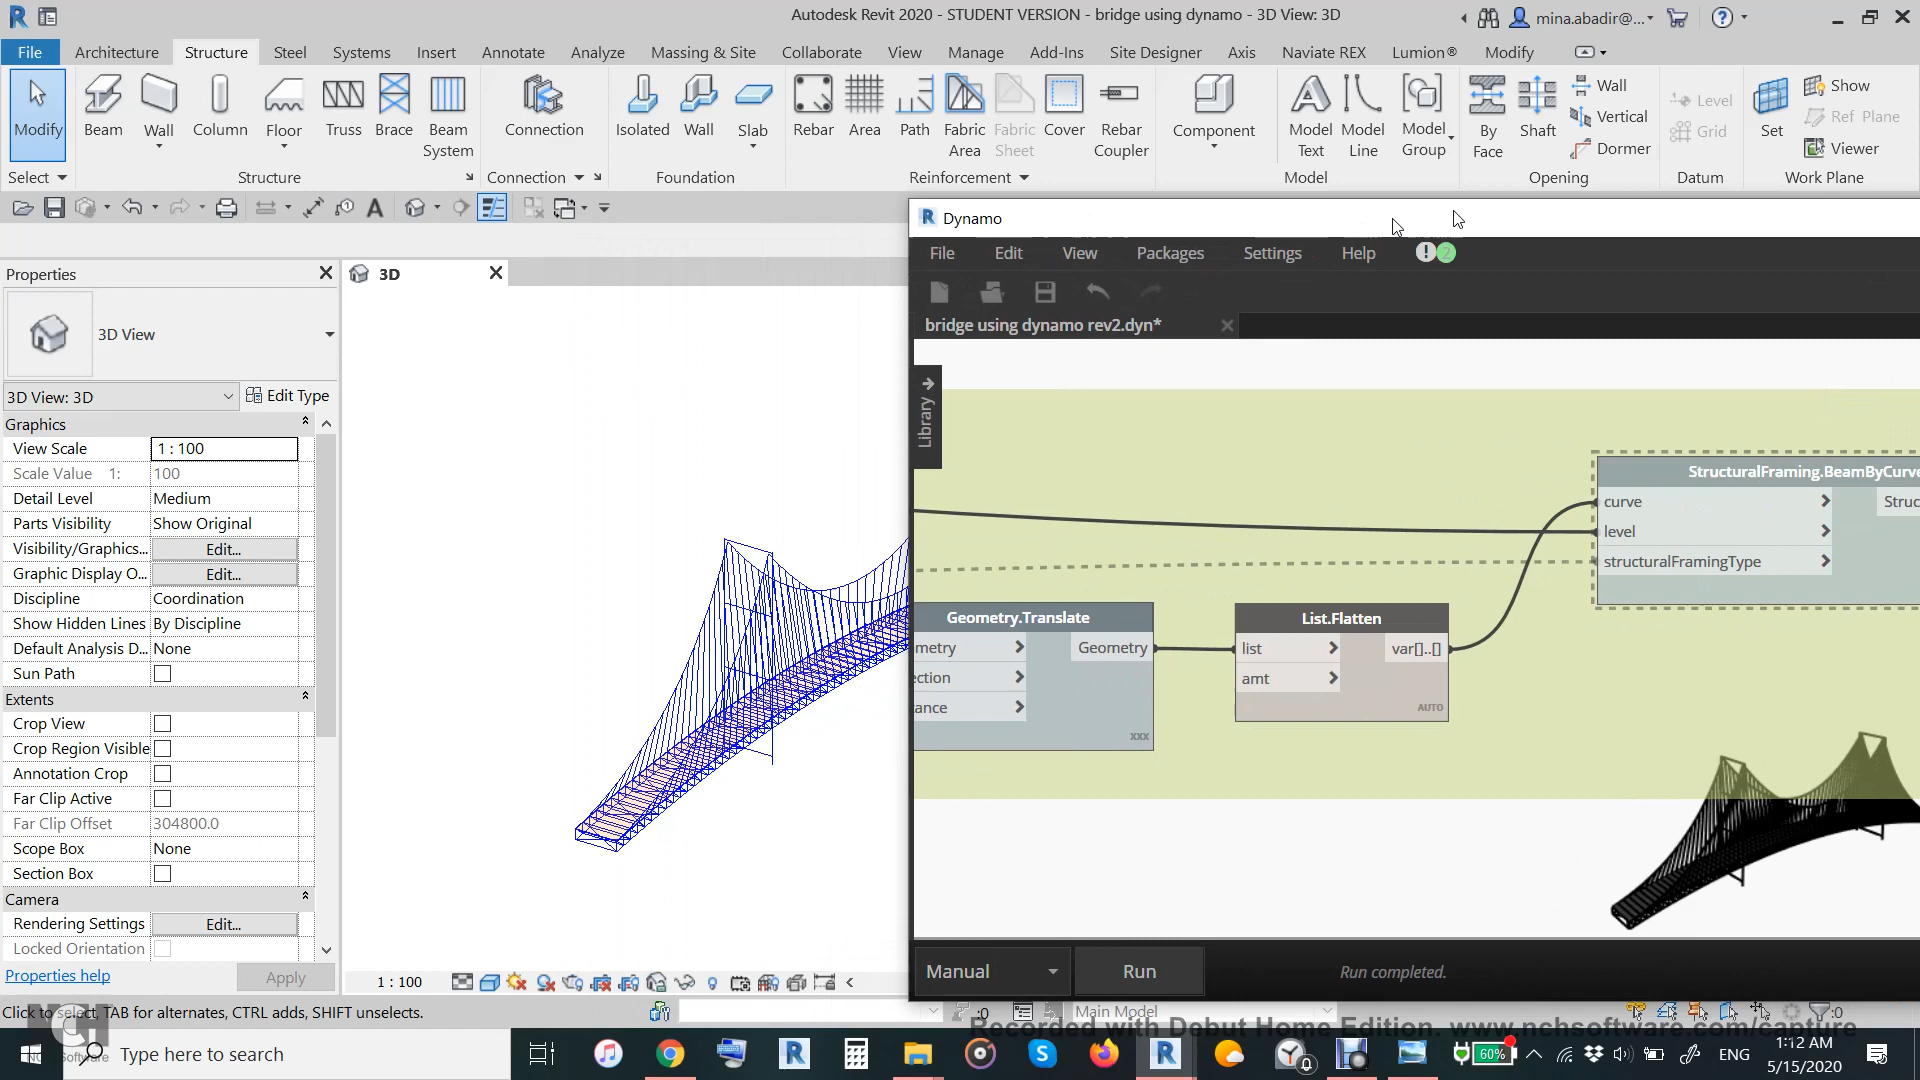 Autodesk Revit 2020 - STUDENT VERSION - bridge using dynamo - 3D View: 3D
mina.abadir@...
File Architecture Structure Steel Systems Insert Annotate Analyze Massing & Site Collaborate View Manage Add-Ins Site Designer Axis Naviate REX Lumion® Modify
Modify Beam Wall Column Floor Truss Brace Beam System Connection Isolated Wall Slab Rebar Area Path Fabric Area Fabric Sheet Cover Rebar Coupler Component Model Text Model Line Model Group By Face Shaft Wall Vertical Dormer Level Grid Set Show Ref Plane Viewer
Select Structure Connection Foundation Reinforcement Model Opening Datum Work Plane
Properties
3D
3D View
3D View: 3D Edit Type
Graphics
View Scale 1 : 100
Scale Value 1: 100
Detail Level Medium
Parts Visibility Show Original
Visibility/Graphics... Edit...
Graphic Display O... Edit...
Discipline Coordination
Show Hidden Lines By Discipline
Default Analysis D... None
Sun Path
Extents
Crop View
Crop Region Visible
Annotation Crop
Far Clip Active
Far Clip Offset 304800.0
Scope Box None
Section Box
Camera
Rendering Settings Edit...
Locked Orientation
Properties help Apply
1 : 100
Dynamo
File Edit View Packages Settings Help ! 2
bridge using dynamo rev2.dyn*
Library
StructuralFraming.BeamByCurve
curve Struc
level
structuralFramingType
Geometry.Translate
metry Geometry
ection
ance
xxx
List.Flatten
list var[]..[]
amt
AUTO
Manual Run Run completed.
Click to select, TAB for alternates, CTRL adds, SHIFT unselects.
:0 Main Model :0
Recorded with Debut Home Edition. www.nchsoftware.com/capture
NCH Software
Type here to search
60% ENG 1:12 AM
5/15/2020